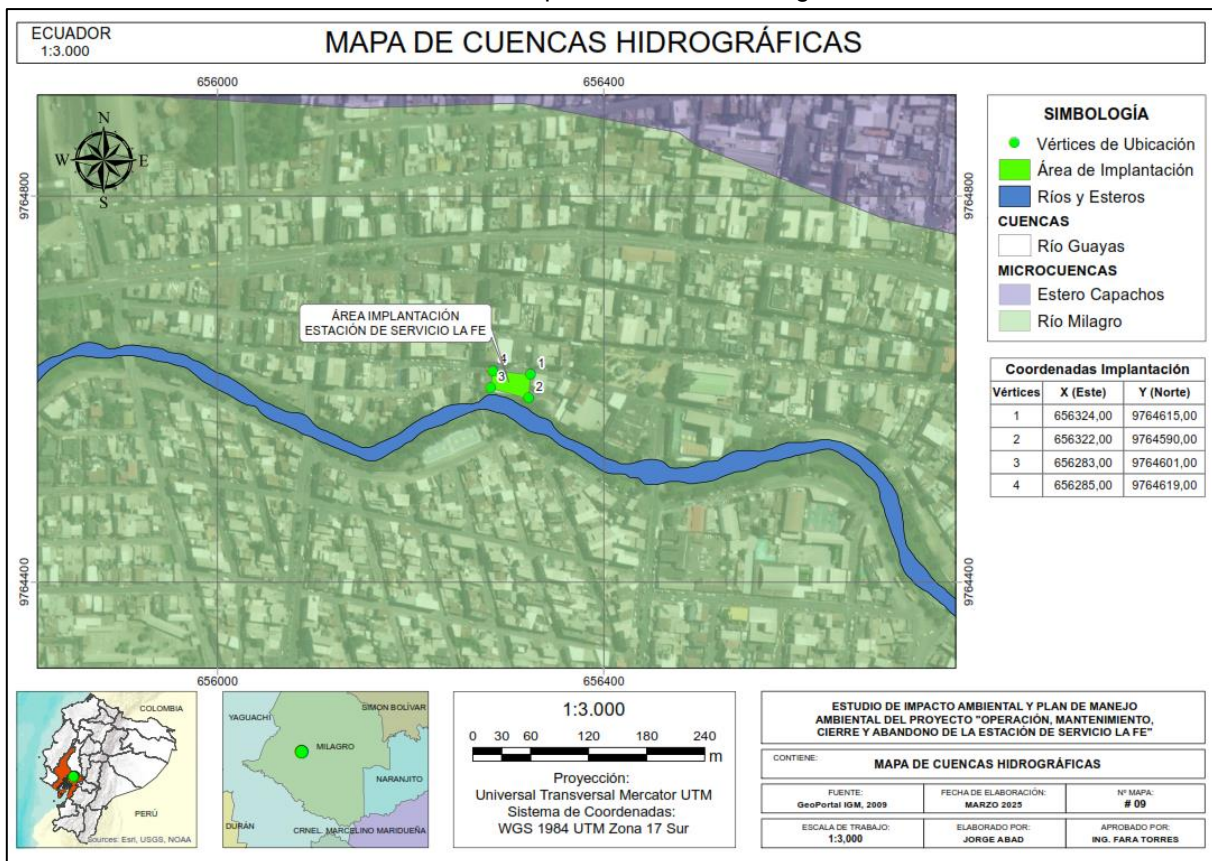 ECUADOR
1:3.000
MAPA DE CUENCAS HIDROGRÁFICAS
656000
656400
9764800
9764800
9764400
9764400
656000
656400
N
W
E
S
ÁREA IMPLANTACIÓN
ESTACIÓN DE SERVICIO LA FE
4
1
3
2
SIMBOLOGÍA
Vértices de Ubicación
Área de Implantación
Ríos y Esteros
CUENCAS
Río Guayas
MICROCUENCAS
Estero Capachos
Río Milagro
Coordenadas Implantación
Vértices X (Este) Y (Norte)
1 656324,00 9764615,00
2 656322,00 9764590,00
3 656283,00 9764601,00
4 656285,00 9764619,00
COLOMBIA
PERÚ
Sources: Esri, USGS, NOAA
SIMON BOLÍVAR
YAGUACHI
MILAGRO
NARANJITO
DURÁN
CRNEL. MARCELINO MARIDUEÑA
1:3.000
0 30 60 120 180 240
m
Proyección:
Universal Transversal Mercator UTM
Sistema de Coordenadas:
WGS 1984 UTM Zona 17 Sur
ESTUDIO DE IMPACTO AMBIENTAL Y PLAN DE MANEJO
AMBIENTAL DEL PROYECTO "OPERACIÓN, MANTENIMIENTO,
CIERRE Y ABANDONO DE LA ESTACIÓN DE SERVICIO LA FE"
CONTIENE:
MAPA DE CUENCAS HIDROGRÁFICAS
FUENTE:
GeoPortal IGM, 2009
FECHA DE ELABORACIÓN:
MARZO 2025
Nº MAPA:
# 09
ESCALA DE TRABAJO:
1:3,000
ELABORADO POR:
JORGE ABAD
APROBADO POR:
ING. FARA TORRES